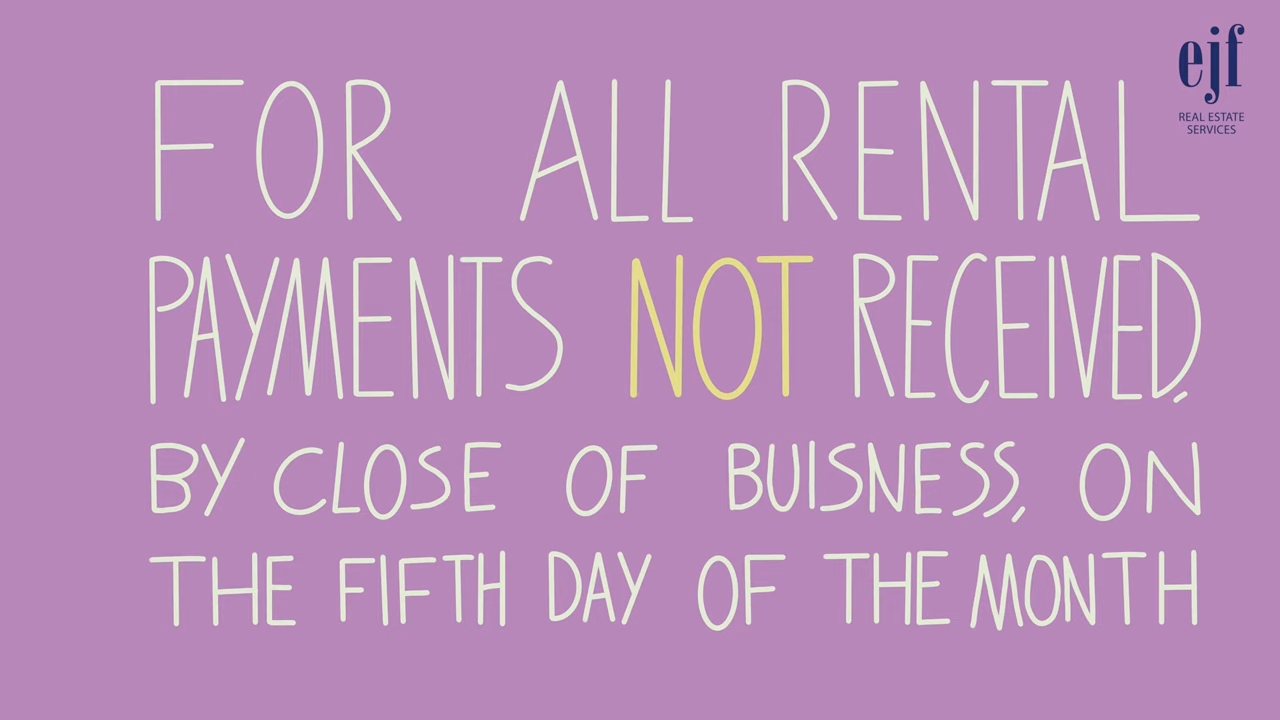 ejf
REAL ESTATE
SERVICES
FOR ALL RENTAL
PAYMENTS NOT RECEIVED,
BY CLOSE OF BUISNESS, ON
THE FIFTH DAY OF THE MONTH